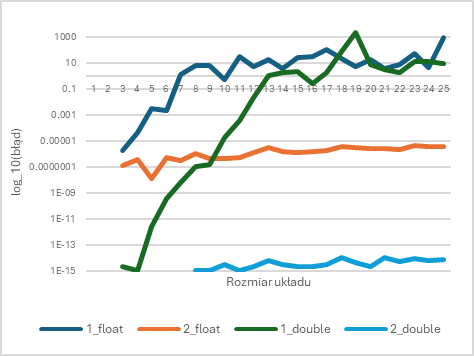 1000
10
0.1
1 2 3 4 5 6 7 8 9 10 11 12 13 14 15 16 17 18 19 20 21 22 23 24 25
0.001
0.00001
0.0000001
1E-09
1E-11
1E-13
1E-15
log_10(błąd)
Rozmiar układu
1_float 2_float 1_double 2_double